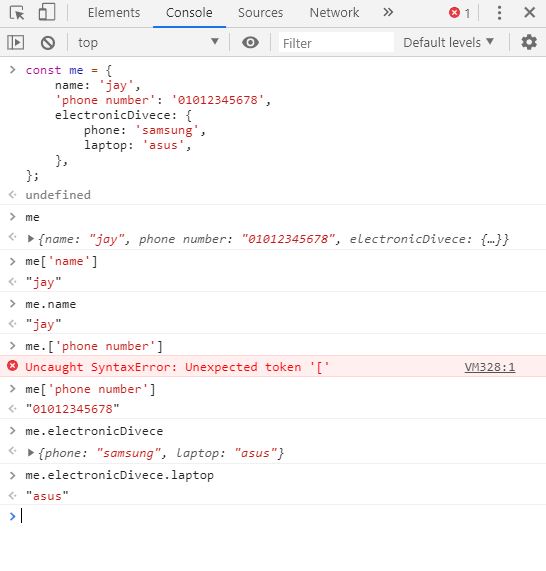 Elements Console Sources Network » 1
top Filter Default levels
const me = {
name: 'jay',
'phone number': '01012345678',
electronicDivece: {
phone: 'samsung',
laptop: 'asus',
},
};
undefined
me
{name: "jay", phone number: "01012345678", electronicDivece: {…}}
me['name']
"jay"
me.name
"jay"
me.['phone number']
Uncaught SyntaxError: Unexpected token '[' VM328:1
me['phone number']
"01012345678"
me.electronicDivece
{phone: "samsung", laptop: "asus"}
me.electronicDivece.laptop
"asus"